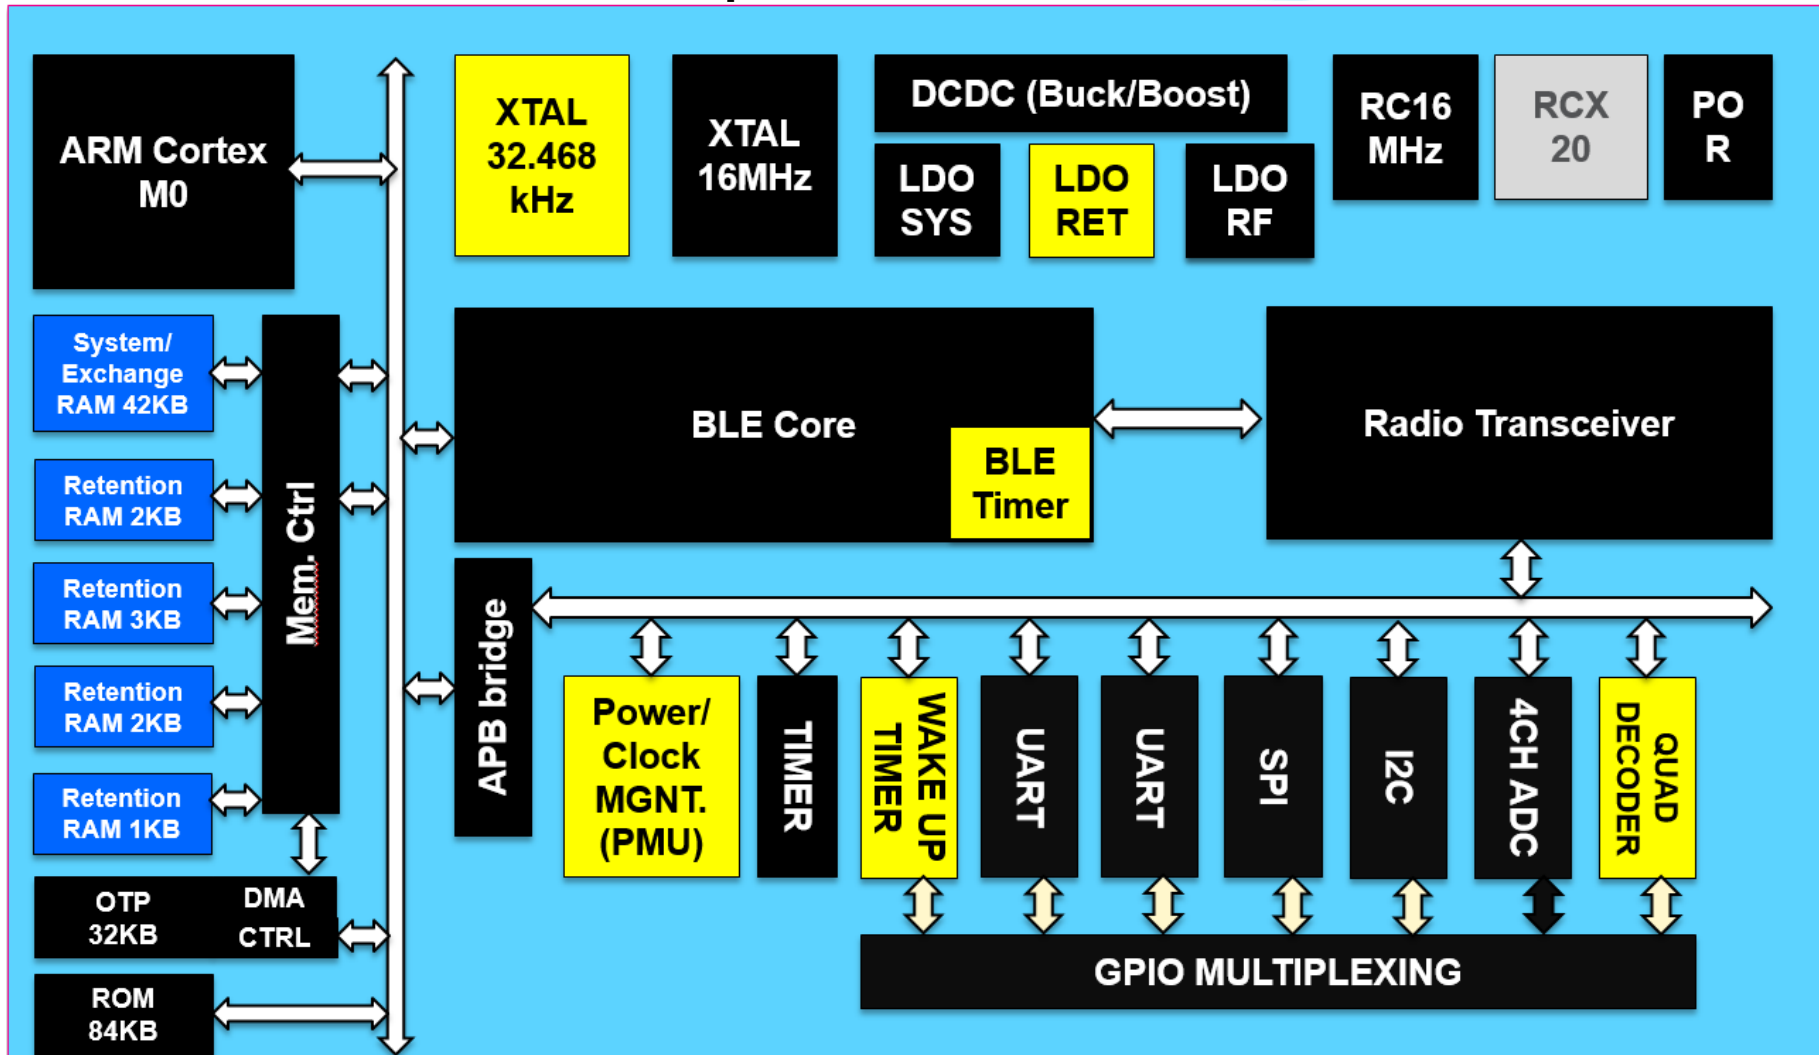 ARM Cortex
M0
XTAL
32.468
kHz
XTAL
16MHz
DCDC (Buck/Boost)
LDO
SYS
LDO
RET
LDO
RF
RC16
MHz
RCX
20
PO
R
System/
Exchange
RAM 42KB
Retention
RAM 2KB
Retention
RAM 3KB
Retention
RAM 2KB
Retention
RAM 1KB
Mem. Ctrl
OTP
32KB
DMA
CTRL
ROM
84KB
BLE Core
BLE
Timer
Radio Transceiver
APB bridge
Power/
Clock
MGNT.
(PMU)
TIMER
WAKE UP
TIMER
UART
UART
SPI
I2C
4CH ADC
QUAD
DECODER
GPIO MULTIPLEXING